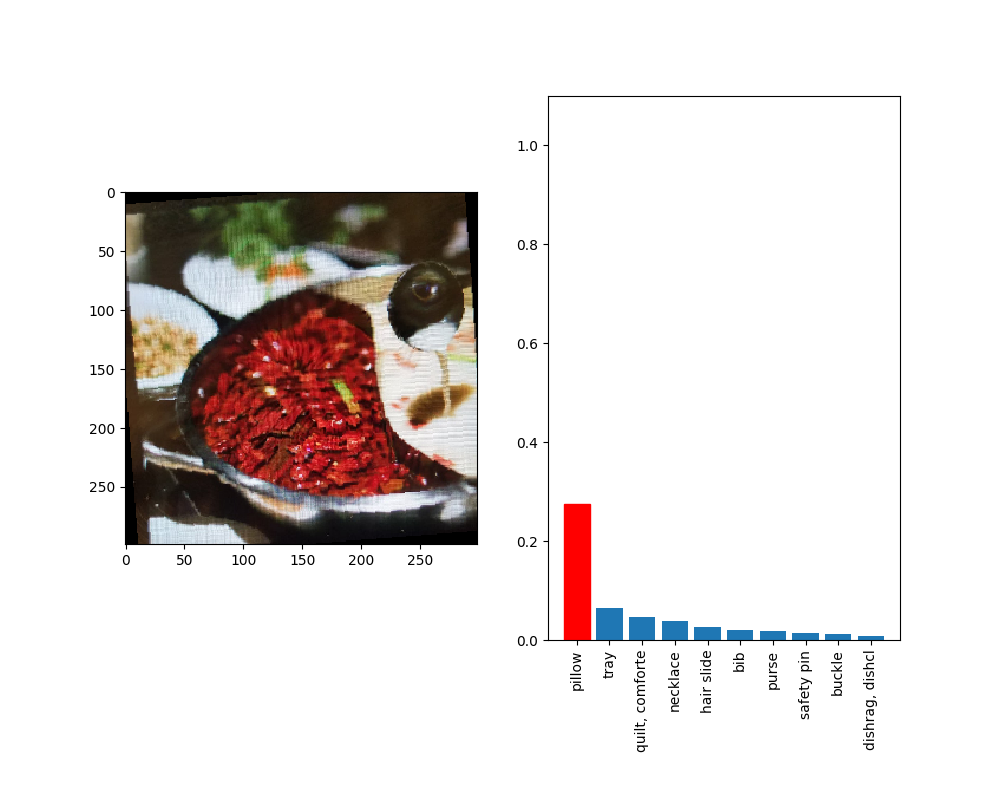 1.0
0.8
0.6
0.4
0.2
0.0
0
50
100
150
200
250
0
50
100
150
200
250
pillow
tray
quilt, comforte
necklace
hair slide
bib
purse
safety pin
buckle
dishrag, dishcl